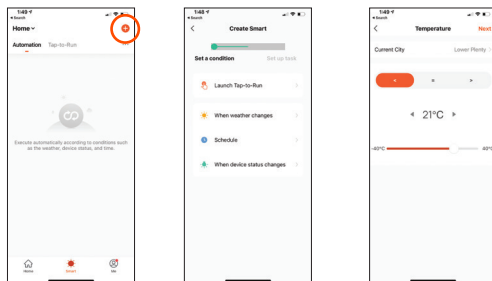 1:49
Search
Home
Automation Tap-to-Run
Execute automatically according to conditions such
as the weather, device status, and time.
Home Smart Me
1:48
Search
Create Smart
Set a condition Set up task
Launch Tap-to-Run
When weather changes
Schedule
When device status changes
1:49
Search
Temperature Next
Current City Lower Plenty
< = >
21°C
-40°C 40°C